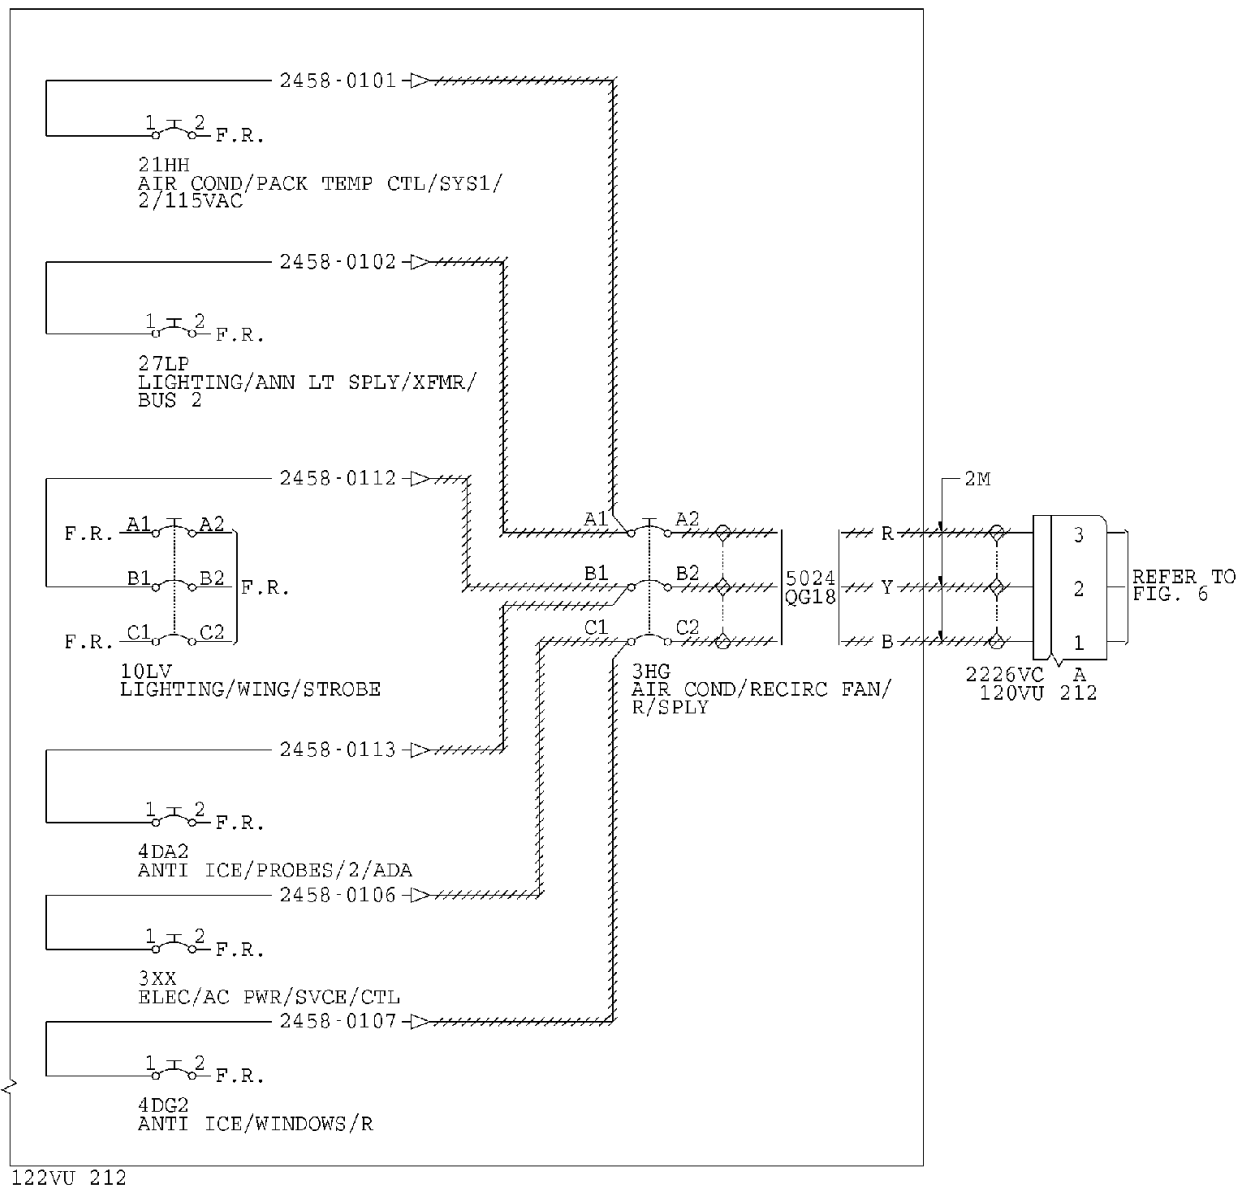 2458-0101
1 2 F.R.
21HH
AIR COND/PACK TEMP CTL/SYS1/
2/115VAC
2458-0102
1 2 F.R.
27LP
LIGHTING/ANN LT SPLY/XFMR/
BUS 2
2458-0112
F.R. A1 A2
B1 B2 F.R.
F.R. C1 C2
10LV
LIGHTING/WING/STROBE
A1 A2
B1 B2
C1 C2
3HG
AIR COND/RECIRC FAN/
R/SPLY
5024
QG18
R
Y
B
2M
3
2
1
2226VC A
120VU 212
REFER TO
FIG. 6
2458-0113
1 2 F.R.
4DA2
ANTI ICE/PROBES/2/ADA
2458-0106
1 2 F.R.
3XX
ELEC/AC PWR/SVCE/CTL
2458-0107
1 2 F.R.
4DG2
ANTI ICE/WINDOWS/R
122VU 212